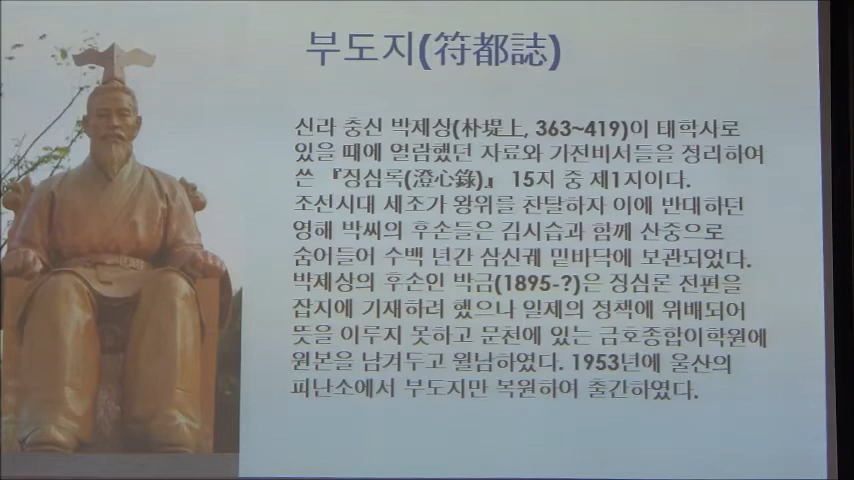 부도지(符都誌)
신라 충신 박제상(朴堤上, 363~419)이 태학사로
있을 때에 열람했던 자료와 가전비서들을 정리하여
쓴 『징심록(澄心錄)』 15지 중 제1지이다.
조선시대 세조가 왕위를 찬탈하자 이에 반대하던
영해 박씨의 후손들은 김시습과 함께 산중으로
숨어들어 수백 년간 삼신궤 밑바닥에 보관되었다.
박제상의 후손인 박금(1895-?)은 징심론 전편을
잡지에 기재하려 했으나 일제의 정책에 위배되어
뜻을 이루지 못하고 문천에 있는 금호종합이학원에
원본을 남겨두고 월남하였다. 1953년에 울산의
피난소에서 부도지만 복원하여 출간하였다.